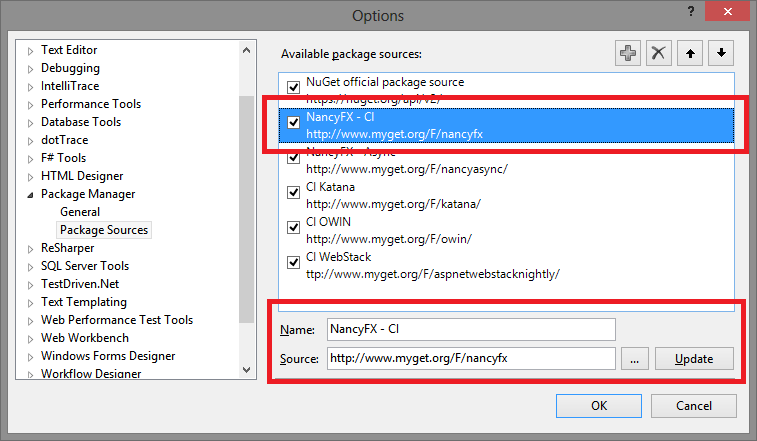 Options
?
Text Editor
Debugging
IntelliTrace
Performance Tools
Database Tools
dotTrace
F# Tools
HTML Designer
Package Manager
General
Package Sources
ReSharper
SQL Server Tools
TestDriven.Net
Text Templating
Web Performance Test Tools
Web Workbench
Windows Forms Designer
Workflow Designer
Available package sources:
NuGet official package source
https://nuget.org/api/v2/
NancyFX - CI
http://www.myget.org/F/nancyfx
NancyFX - Async
http://www.myget.org/F/nancyasync/
CI Katana
http://www.myget.org/F/katana/
CI OWIN
http://www.myget.org/F/owin/
CI WebStack
ttp://www.myget.org/F/aspnetwebstacknightly/
Name: NancyFX - CI
Source: http://www.myget.org/F/nancyfx ... Update
OK Cancel